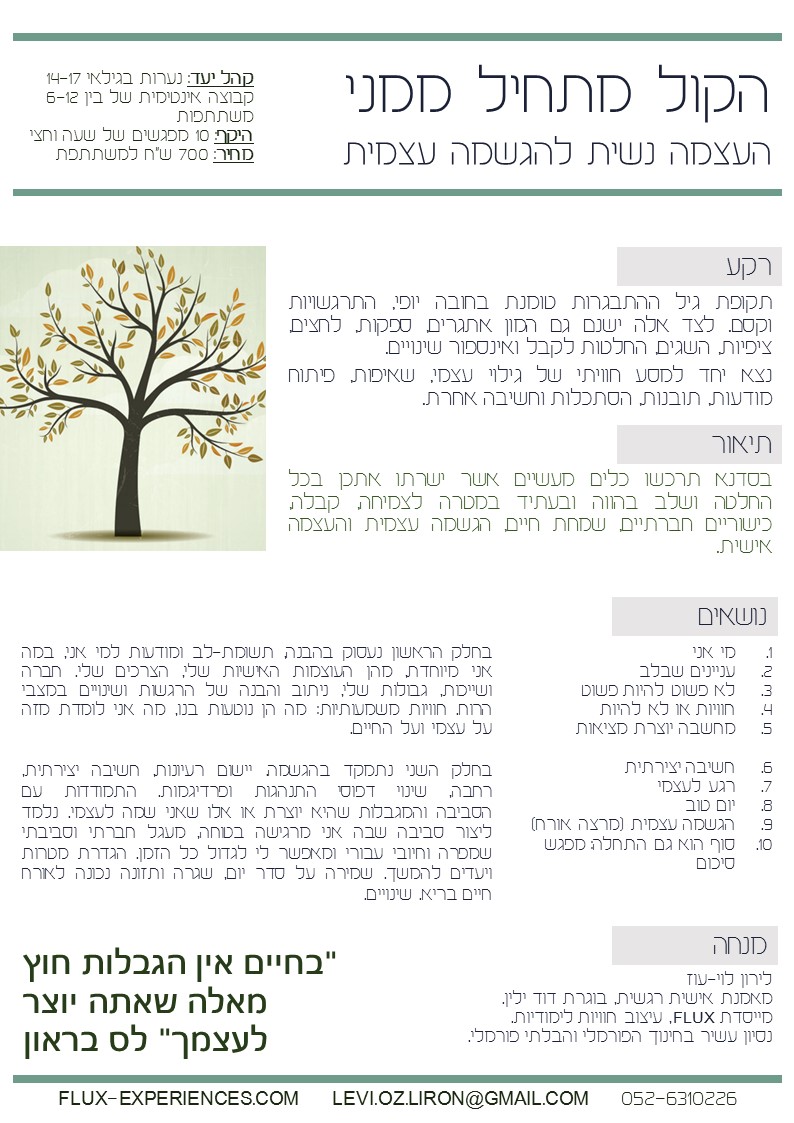 הקול מתחיל ממני
העצמה נשית להגשמה עצמית
קהל יעד: נערות בגילאי 14-17
קבוצה אינטימית של בין 6-12
משתתפות
היקף: 10 מפגשים של שעה וחצי
מחיר: 700 ש"ח למשתתפת
רקע
תקופת גיל ההתבגרות טומנת בחובה יופי, התרגשויות
וקסם. לצד אלה ישנם גם המון אתגרים, ספקות, לחצים,
ציפיות, השגים, החלטות לקבל ואינספור שינויים.
נצא יחד למסע חוויתי של גילוי עצמי, שאיפות, פיתוח
מודעות, תובנות, הסתכלות וחשיבה אחרת.
תיאור
בסדנא תרכשו כלים מעשיים אשר ישרתו אתכן בכל
החלטה ושלב בהווה ובעתיד במטרה לצמיחה, קבלה,
כישוריים חברתיים, שמחת חיים, הגשמה עצמית והעצמה
אישית.
נושאים
1. מי אני
2. עניינים שבלב
3. לא פשוט להיות פשוט
4. חוויות או לא להיות
5. מחשבה יוצרת מציאות
6. חשיבה יצירתית
7. רגע לעצמי
8. יום טוב
9. הגשמה עצמית (מרצה אורח)
10. סוף הוא גם התחלה: מפגש
סיכום
בחלק הראשון נעסוק בהבנה, תשומת-לב ומודעות למי אני, במה
אני מיוחדת, מהן העוצמות האישיות שלי, הצרכים שלי. חברה
ושייכות, גבולות שלי, ניתוב והבנה של הרגשות ושינויים במצבי
הרוח. חוויות משמעותיות: מה הן נוטעות בנו, מה אני לומדת מזה
על עצמי ועל החיים.
בחלק השני נתמקד בהגשמה. יישום רעיונות, חשיבה יצירתית,
רחבה, שינוי דפוסי התנהגות ופרדיגמות. התמודדות עם
הסביבה והמגבלות שהיא יוצרת או אלו שאני שמה לעצמי. נלמד
ליצור סביבה שבה אני מרגישה בטוחה, מעגל חברתי וסביבתי
שמפרה וחיובי עבורי ומאפשר לי לגדול כל הזמן. הגדרת מטרות
ויעדים להמשך. שמירה על סדר יום, שגרה ותזונה נכונה לאורח
חיים בריא. שינויים.
מנחה
לירון לוי-עוז
מאמנת אישית רגשית, בוגרת דוד ילין.
מייסדת FLUX, עיצוב חוויות לימודיות.
נסיון עשיר בחינוך הפורמלי והבלתי פורמלי.
"בחיים אין הגבלות חוץ
מאלה שאתה יוצר
לעצמך" לס בראון
FLUX-EXPERIENCES.COM LEVI.OZ.LIRON@GMAIL.COM 052-6310226